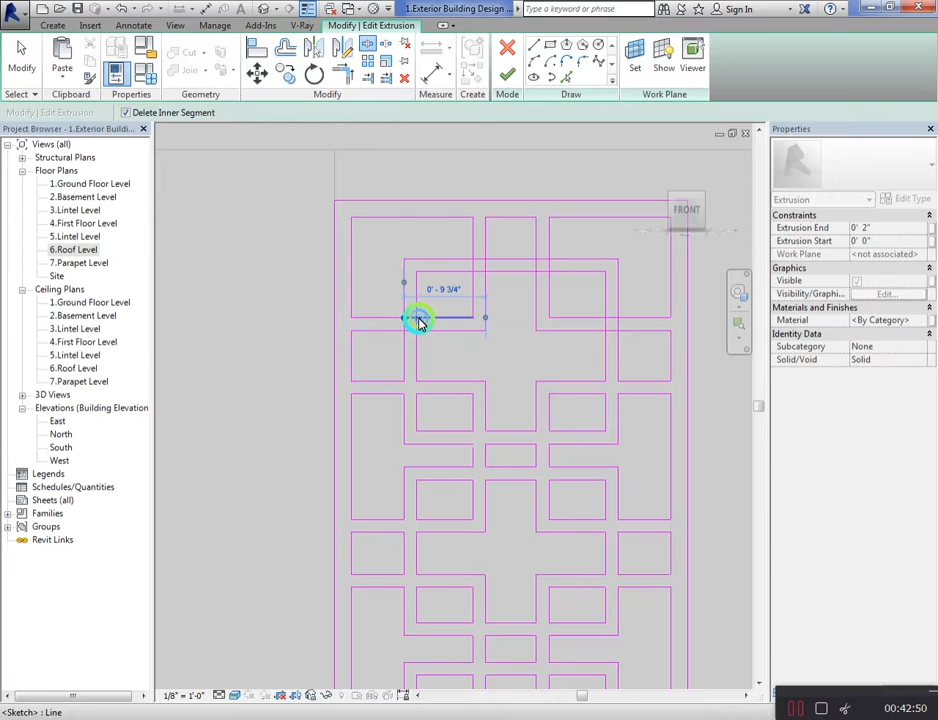 1.Exterior Building Design ...
Type a keyword or phrase
Sign In
Create
Insert
Annotate
View
Manage
Add-Ins
V-Ray
Modify | Edit Extrusion
Modify
Paste
Cut
Join
Set
Show
Viewer
Select
Clipboard
Properties
Geometry
Modify
Measure
Create
Mode
Draw
Work Plane
Modify | Edit Extrusion
Delete Inner Segment
Project Browser - 1.Exterior Buildi...
Views (all)
Structural Plans
Floor Plans
1.Ground Floor Level
2.Basement Level
3.Lintel Level
4.First Floor Level
5.Lintel Level
6.Roof Level
7.Parapet Level
Site
Ceiling Plans
1.Ground Floor Level
2.Basement Level
3.Lintel Level
4.First Floor Level
5.Lintel Level
6.Roof Level
7.Parapet Level
3D Views
Elevations (Building Elevation
East
North
South
West
Legends
Schedules/Quantities
Sheets (all)
Families
Groups
Revit Links
FRONT
0' - 9 3/4"
Properties
Extrusion
Edit Type
Constraints
Extrusion End 0' 2"
Extrusion Start 0' 0"
Work Plane <not associated>
Graphics
Visible
Visibility/Graphi... Edit...
Materials and Finishes
Material <By Category>
Identity Data
Subcategory None
Solid/Void Solid
1/8" = 1'-0"
<Sketch> : Line
00:42:50